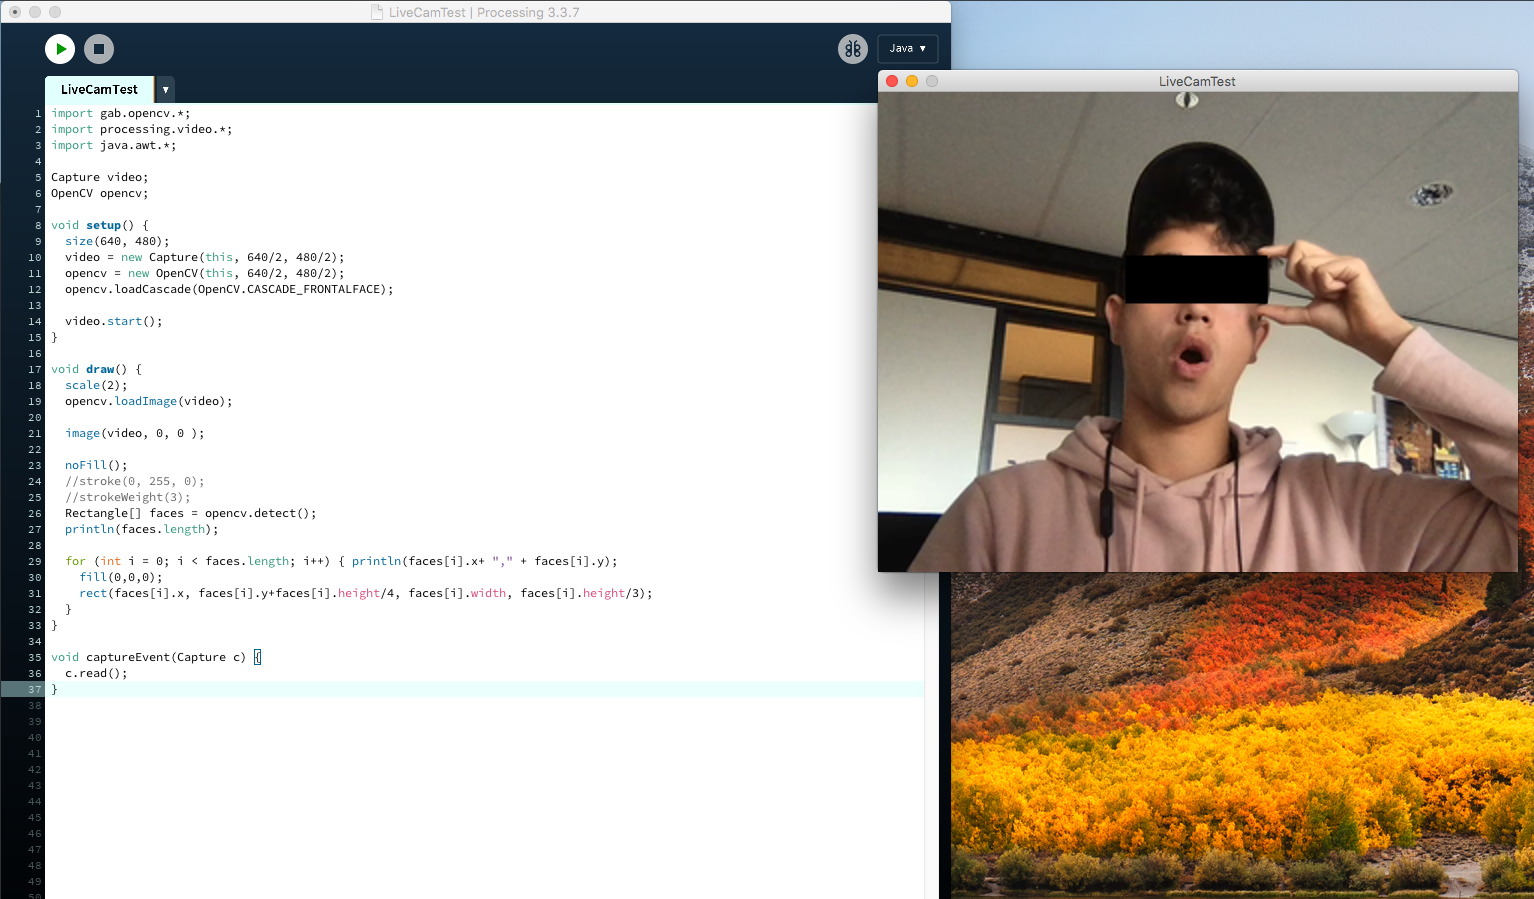 LiveCamTest | Processing 3.3.7
Java ▼
LiveCamTest ▼
LiveCamTest
1 import gab.opencv.*;
2 import processing.video.*;
3 import java.awt.*;
4
5 Capture video;
6 OpenCV opencv;
7
8 void setup() {
9 size(640, 480);
10 video = new Capture(this, 640/2, 480/2);
11 opencv = new OpenCV(this, 640/2, 480/2);
12 opencv.loadCascade(OpenCV.CASCADE_FRONTALFACE);
13
14 video.start();
15 }
16
17 void draw() {
18 scale(2);
19 opencv.loadImage(video);
20
21 image(video, 0, 0 );
22
23 noFill();
24 //stroke(0, 255, 0);
25 //strokeWeight(3);
26 Rectangle[] faces = opencv.detect();
27 println(faces.length);
28
29 for (int i = 0; i < faces.length; i++) { println(faces[i].x+ "," + faces[i].y);
30 fill(0,0,0);
31 rect(faces[i].x, faces[i].y+faces[i].height/4, faces[i].width, faces[i].height/3);
32 }
33 }
34
35 void captureEvent(Capture c) {
36 c.read();
37 }
38
39
40
41
42
43
44
45
46
47
48
49
50